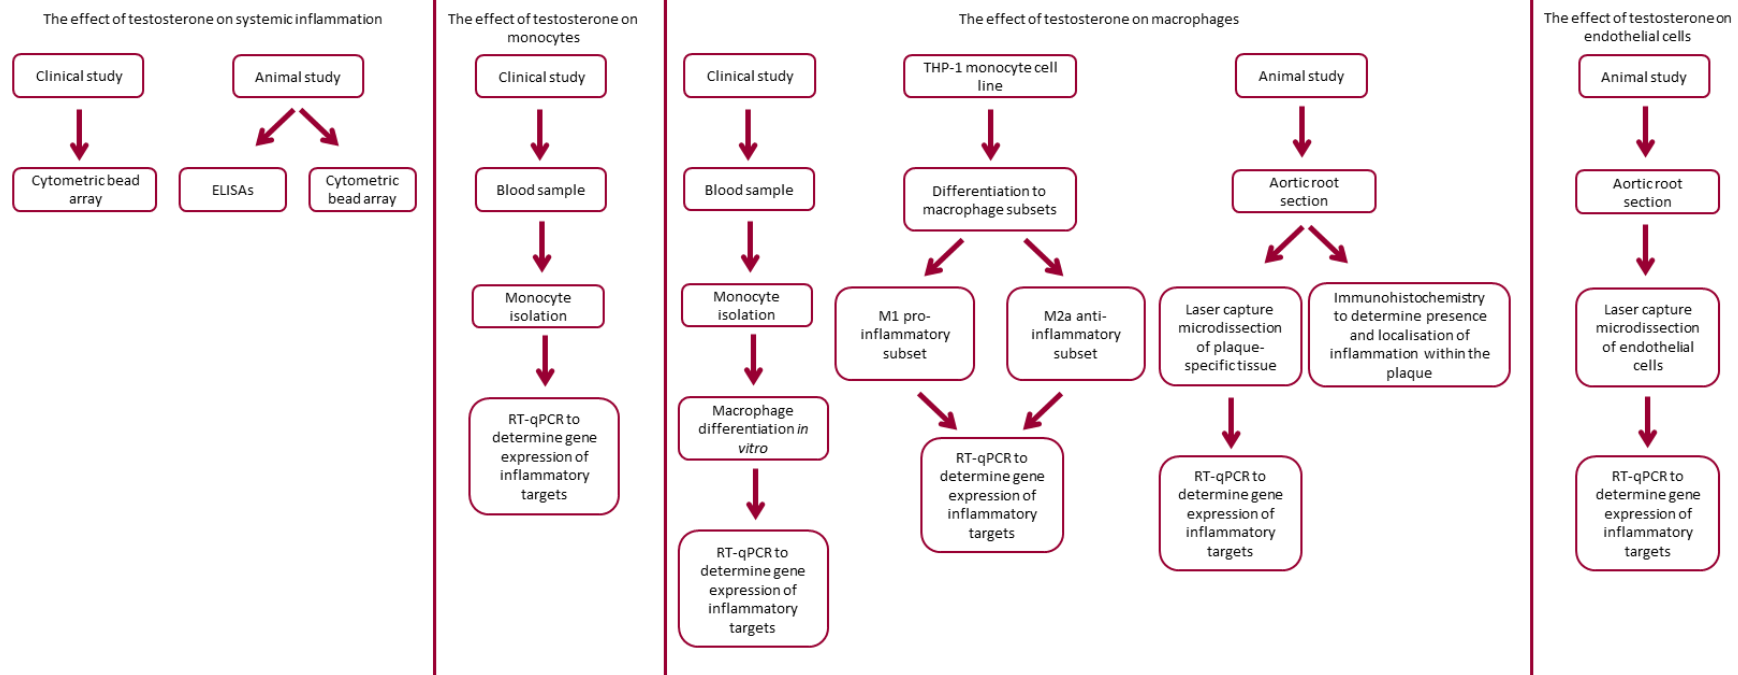 The effect of testosterone on systemic inflammation
Clinical study
Animal study
Cytometric bead
array
ELISAs
Cytometric
bead array
The effect of testosterone on
monocytes
Clinical study
Blood sample
Monocyte
isolation
RT-qPCR to
determine gene
expression of
inflammatory
targets
The effect of testosterone on macrophages
Clinical study
Blood sample
Monocyte
isolation
Macrophage
differentiation in
vitro
RT-qPCR to
determine gene
expression of
inflammatory
targets
THP-1 monocyte cell
line
Differentiation to
macrophage subsets
M1 pro-
inflammatory
subset
M2a anti-
inflammatory
subset
RT-qPCR to
determine gene
expression of
inflammatory
targets
Animal study
Aortic root
section
Laser capture
microdissection
of plaque-
specific tissue
Immunohistochemistry
to determine presence
and localisation of
inflammation within the
plaque
RT-qPCR to
determine gene
expression of
inflammatory
targets
The effect of testosterone on
endothelial cells
Animal study
Aortic root
section
Laser capture
microdissection
of endothelial
cells
RT-qPCR to
determine gene
expression of
inflammatory
targets